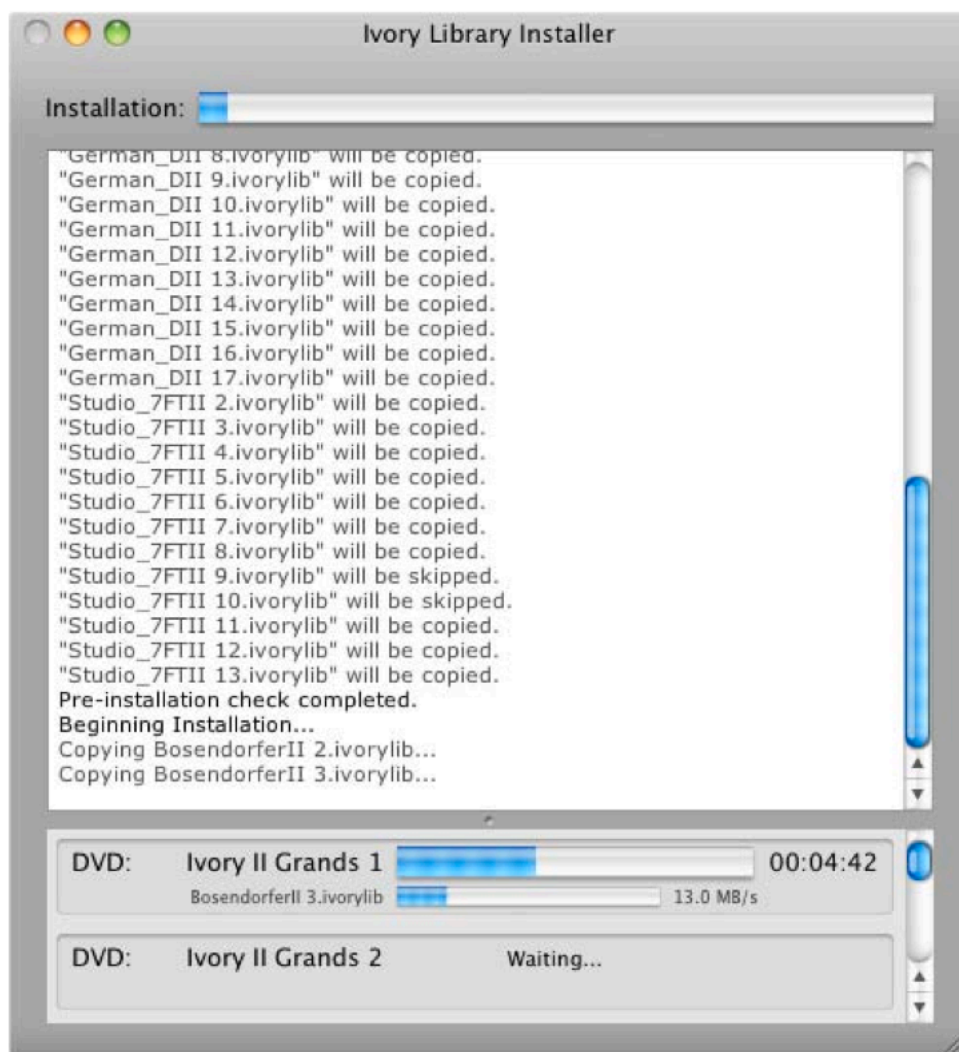 Ivory Library Installer
Installation:
"German_DII 8.ivorylib" will be copied.
"German_DII 9.ivorylib" will be copied.
"German_DII 10.ivorylib" will be copied.
"German_DII 11.ivorylib" will be copied.
"German_DII 12.ivorylib" will be copied.
"German_DII 13.ivorylib" will be copied.
"German_DII 14.ivorylib" will be copied.
"German_DII 15.ivorylib" will be copied.
"German_DII 16.ivorylib" will be copied.
"German_DII 17.ivorylib" will be copied.
"Studio_7FTII 2.ivorylib" will be copied.
"Studio_7FTII 3.ivorylib" will be copied.
"Studio_7FTII 4.ivorylib" will be copied.
"Studio_7FTII 5.ivorylib" will be copied.
"Studio_7FTII 6.ivorylib" will be copied.
"Studio_7FTII 7.ivorylib" will be copied.
"Studio_7FTII 8.ivorylib" will be copied.
"Studio_7FTII 9.ivorylib" will be skipped.
"Studio_7FTII 10.ivorylib" will be skipped.
"Studio_7FTII 11.ivorylib" will be copied.
"Studio_7FTII 12.ivorylib" will be copied.
"Studio_7FTII 13.ivorylib" will be copied.
Pre-installation check completed.
Beginning Installation...
Copying BosendorferII 2.ivorylib...
Copying BosendorferII 3.ivorylib...
DVD: Ivory II Grands 1 00:04:42
BosendorferII 3.ivorylib 13.0 MB/s
DVD: Ivory II Grands 2 Waiting...